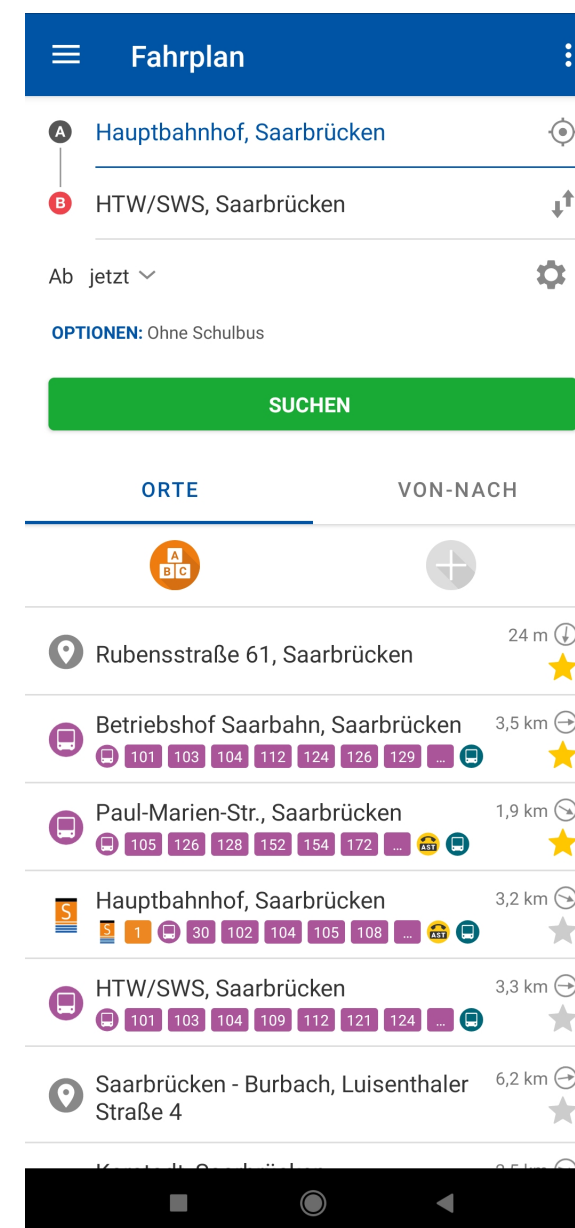 Fahrplan
A Hauptbahnhof, Saarbrücken
B HTW/SWS, Saarbrücken
Ab jetzt
OPTIONEN: Ohne Schulbus
SUCHEN
ORTE VON-NACH
A
B C
24 m
Rubensstraße 61, Saarbrücken
Betriebshof Saarbahn, Saarbrücken 3,5 km
101 103 104 112 124 126 129 ...
Paul-Marien-Str., Saarbrücken 1,9 km
105 126 128 152 154 172 ... AST
S Hauptbahnhof, Saarbrücken 3,2 km
S 1 30 102 104 105 108 ... AST
HTW/SWS, Saarbrücken 3,3 km
101 103 104 109 112 121 124 ...
Saarbrücken - Burbach, Luisenthaler 6,2 km
Straße 4